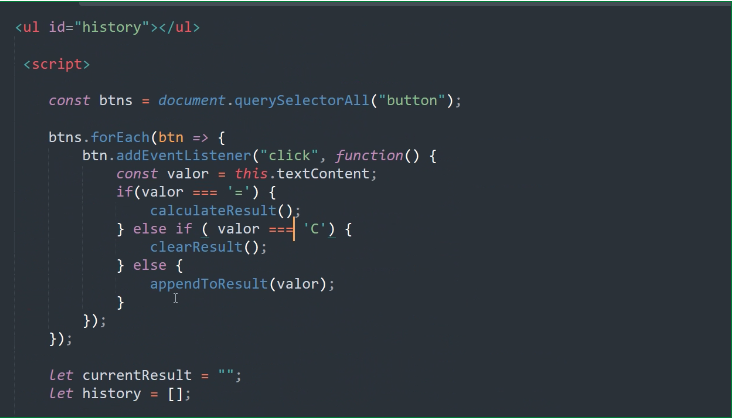 <ul id="history"></ul>
<script>
const btns = document.querySelectorAll("button");
btns.forEach(btn => {
btn.addEventListener("click", function() {
const valor = this.textContent;
if(valor === '=') {
calculateResult();
} else if ( valor === 'C') {
clearResult();
} else {
appendToResult(valor);
}
});
});
let currentResult = "";
let history = [];